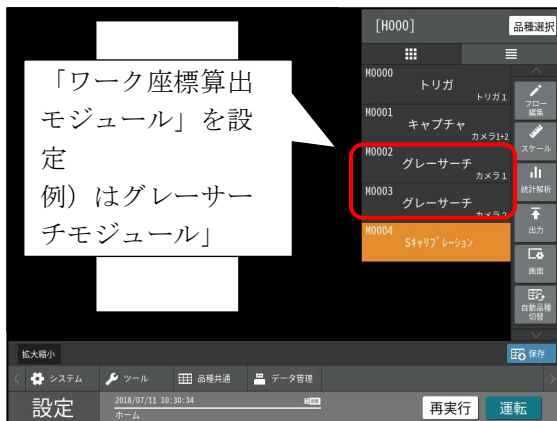 [H000]
品種選択
「ワーク座標算出
モジュール」を設
定
例）はグレーサー
チモジュール」
M0000
トリガ
トリガ1
M0001
キャプチャ
カメラ1+2
M0002
グレーサーチ
カメラ1
M0003
グレーサーチ
M0004
Sキャリブレーション
フロー
編集
スケール
統計解析
出力
画面
自動品種
切替
拡大縮小
保存
システム
ツール
品種共通
データ管理
設定
2018/07/11 10:30:34
ホーム
再実行
運転